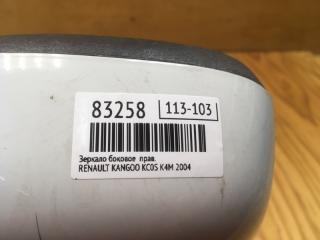 83258 113-103
Зеркало боковое прав.
RENAULT KANGOO KC0S K4M 2004